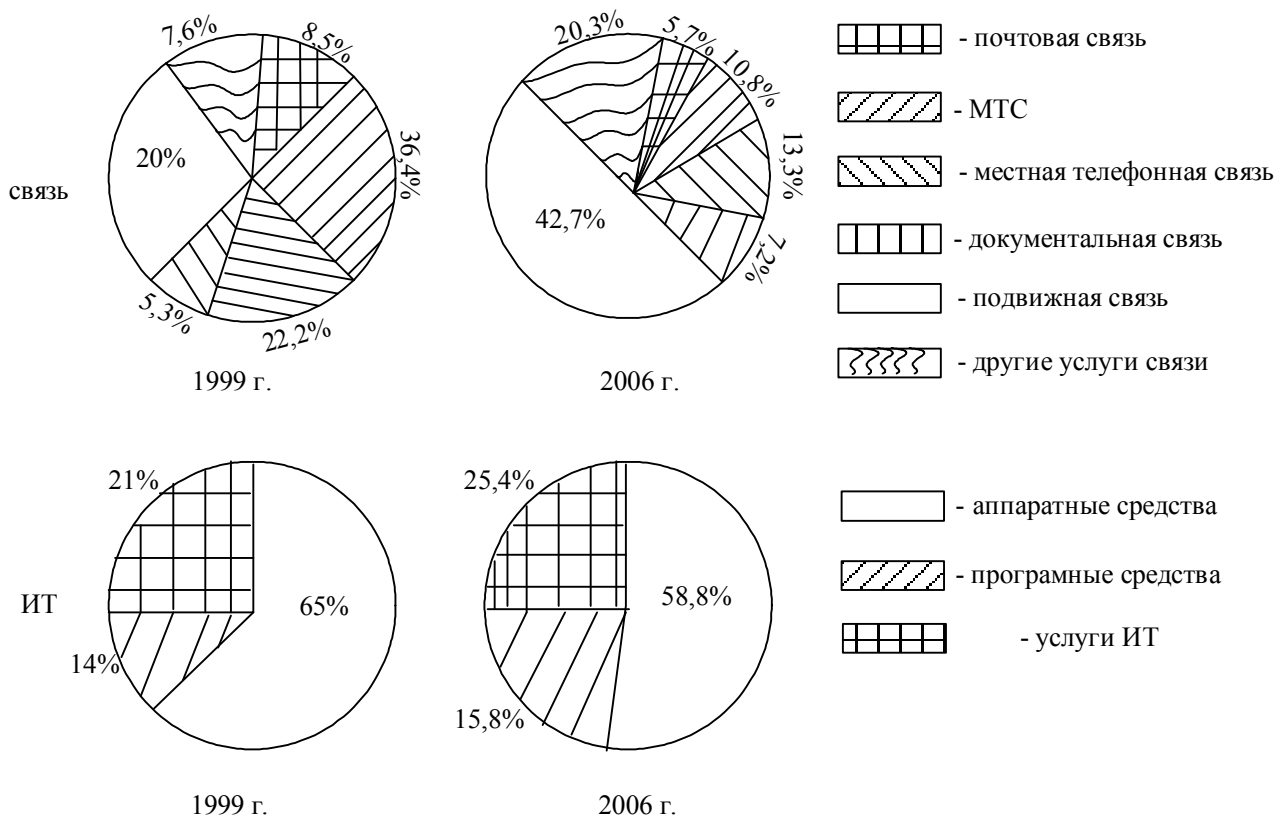 7,6%
8,5%
20%
36,4%
5,3%
22,2%
связь
1999 г.
20,3%
5,7%
10,8%
13,3%
42,7%
7,2%
2006 г.
- почтовая связь
- МТС
- местная телефонная связь
- документальная связь
- подвижная связь
- другие услуги связи
21%
65%
14%
ИТ
1999 г.
25,4%
58,8%
15,8%
2006 г.
- аппаратные средства
- програмные средства
- услуги ИТ